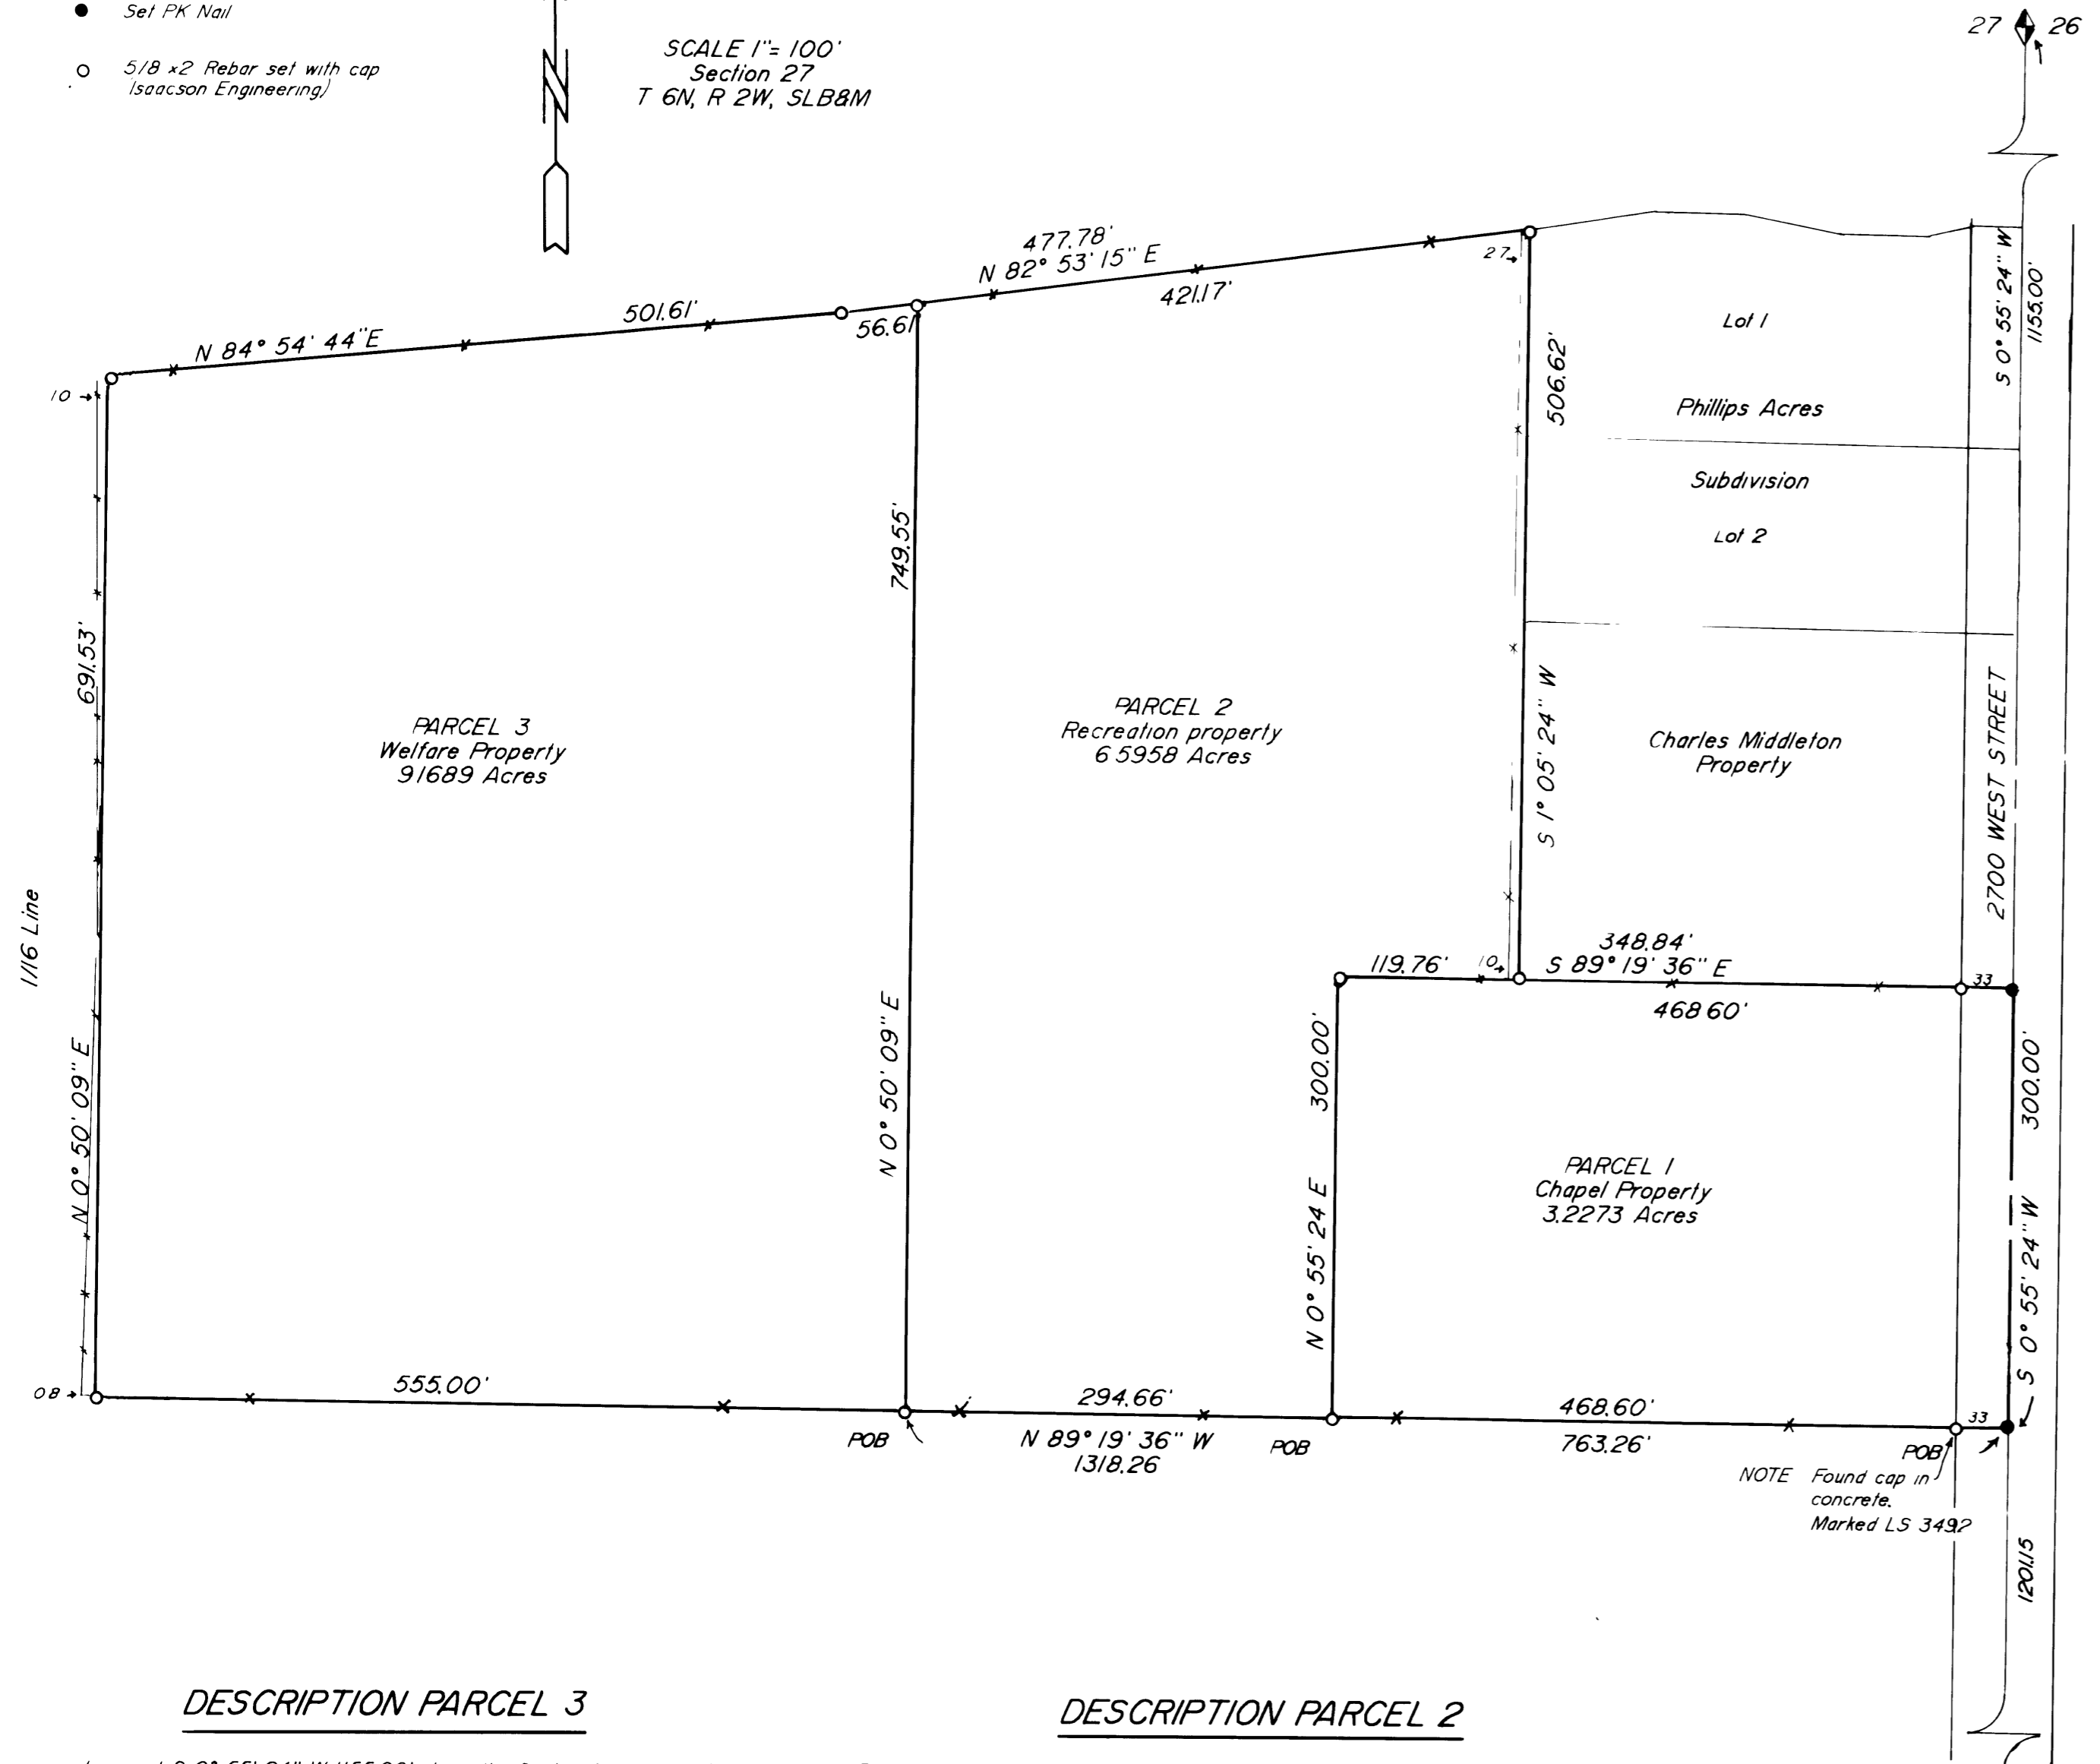 Set PK Nail
5/8 x2 Rebar set with cap
Isaacson Engineering)
N
SCALE 1"= 100'
Section 27
T 6N, R 2W, SLB&M
27 26
477.78'
N 82° 53' 15" E
421.17'
27
501.61'
56.61'
N 84° 54' 44"E
10
S 0° 55' 24" W
1155.00'
Lot 1
506.62'
Phillips Acres
Subdivision
Lot 2
749.55'
691.53'
PARCEL 3
Welfare Property
91689 Acres
PARCEL 2
Recreation property
6 5958 Acres
S 1° 05' 24" W
Charles Middleton
Property
2700 WEST STREET
1/16 Line
348.84'
119.76' 10 S 89° 19' 36" E
33
468 60'
N 0° 50' 09" E
N 0° 50' 09" E
300.00'
300.00'
PARCEL 1
Chapel Property
3.2273 Acres
N 0° 55' 24 E
S 0° 55' 24" W
08
555.00'
294.66'
468.60'
33
POB
N 89° 19' 36" W
1318.26
POB
763.26'
POB
NOTE Found cap in
concrete.
Marked LS 3492
120.15
DESCRIPTION PARCEL 3
DESCRIPTION PARCEL 2